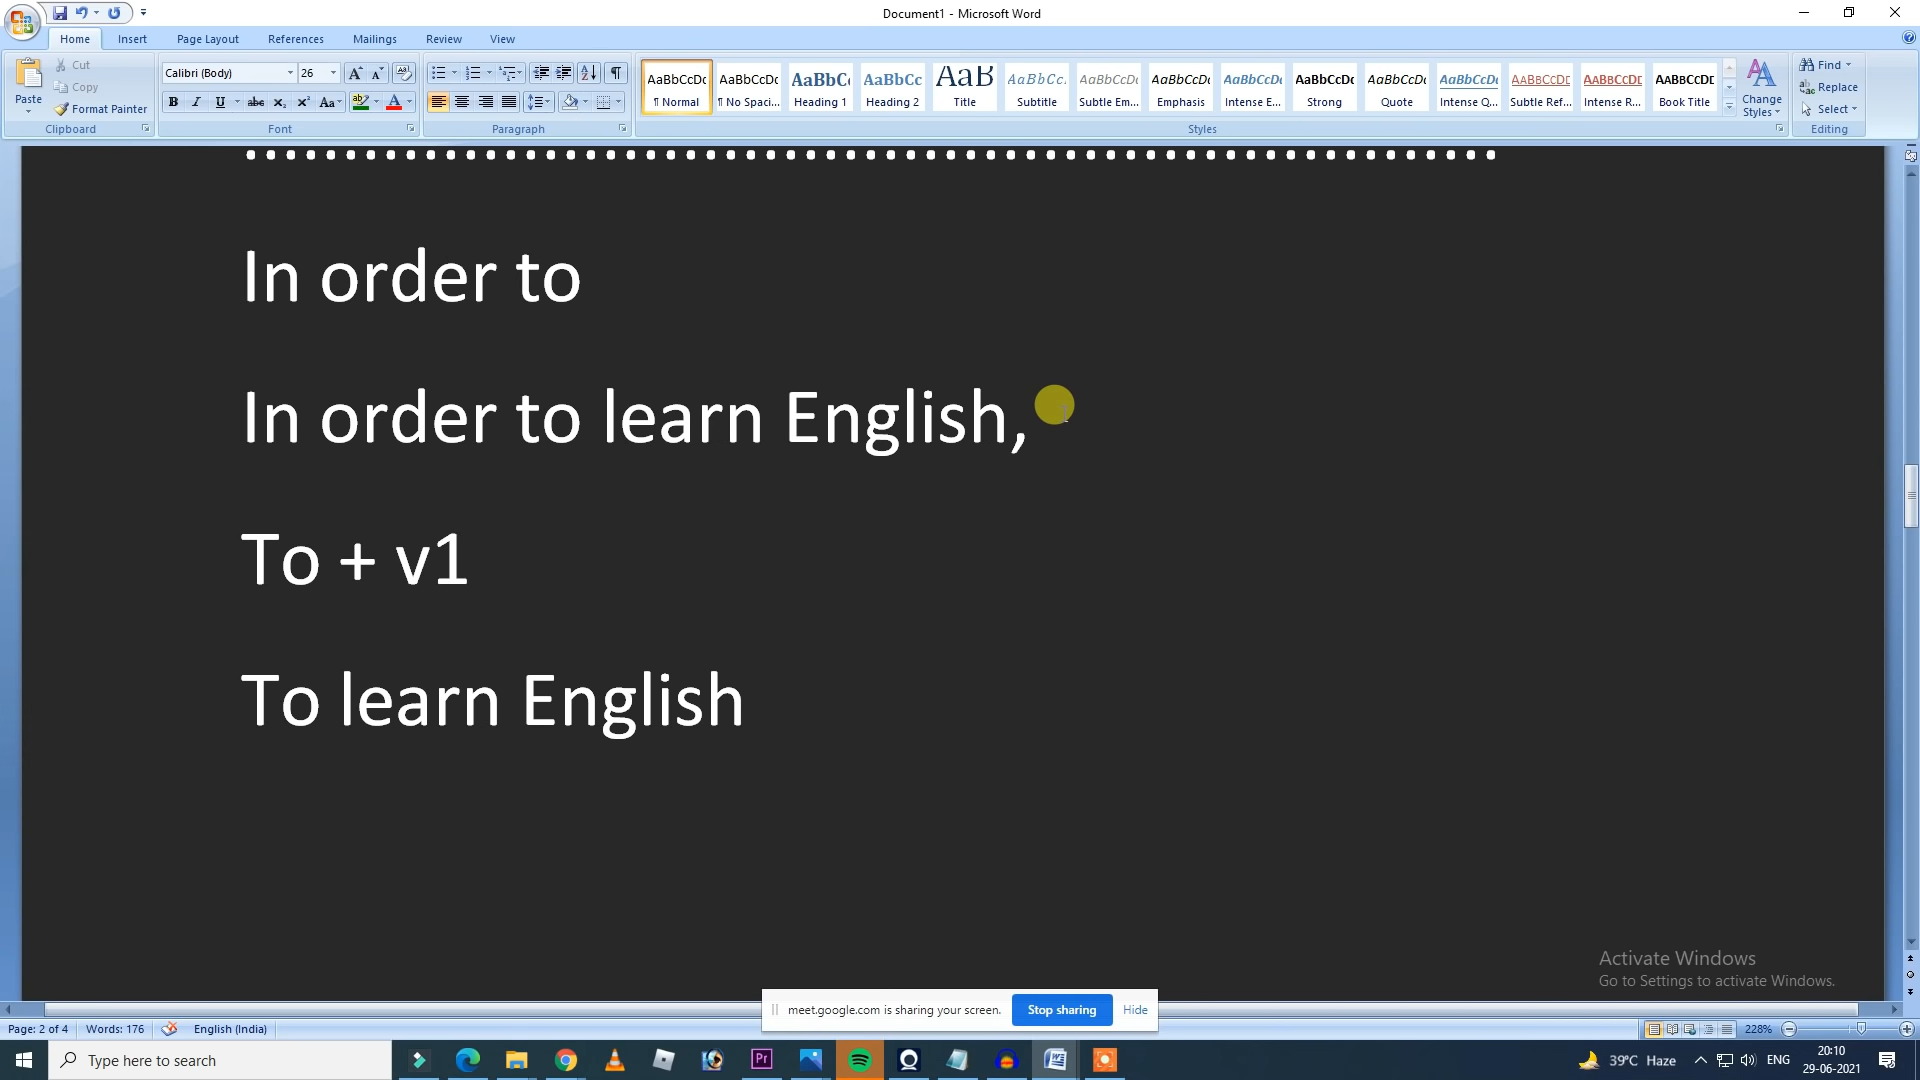 Document1 - Microsoft Word
Home Insert Page Layout References Mailings Review View
Paste
Cut
Copy
Format Painter
Clipboard
Calibri (Body) 26
Font
Paragraph
AaBbCcDc AaBbCcDc AaBbC AaBbCc AaB AaBbCc. AaBbCcDc AaBbCcDc AaBbCcDc AaBbCcDc AaBbCcDc AaBbCcDc AABBCCDE AABBCCDE AABBCCDE
¶ Normal ¶ No Spaci... Heading 1 Heading 2 Title Subtitle Subtle Em... Emphasis Intense E... Strong Quote Intense Q... Subtle Ref... Intense R... Book Title
Change Styles
Styles
Find
Replace
Select
Editing
In order to
In order to learn English,
To + v1
To learn English
Activate Windows
Go to Settings to activate Windows.
meet.google.com is sharing your screen. Stop sharing Hide
Page: 2 of 4 Words: 176 English (India) 228%
Type here to search
39°C Haze ENG 20:10
29-06-2021